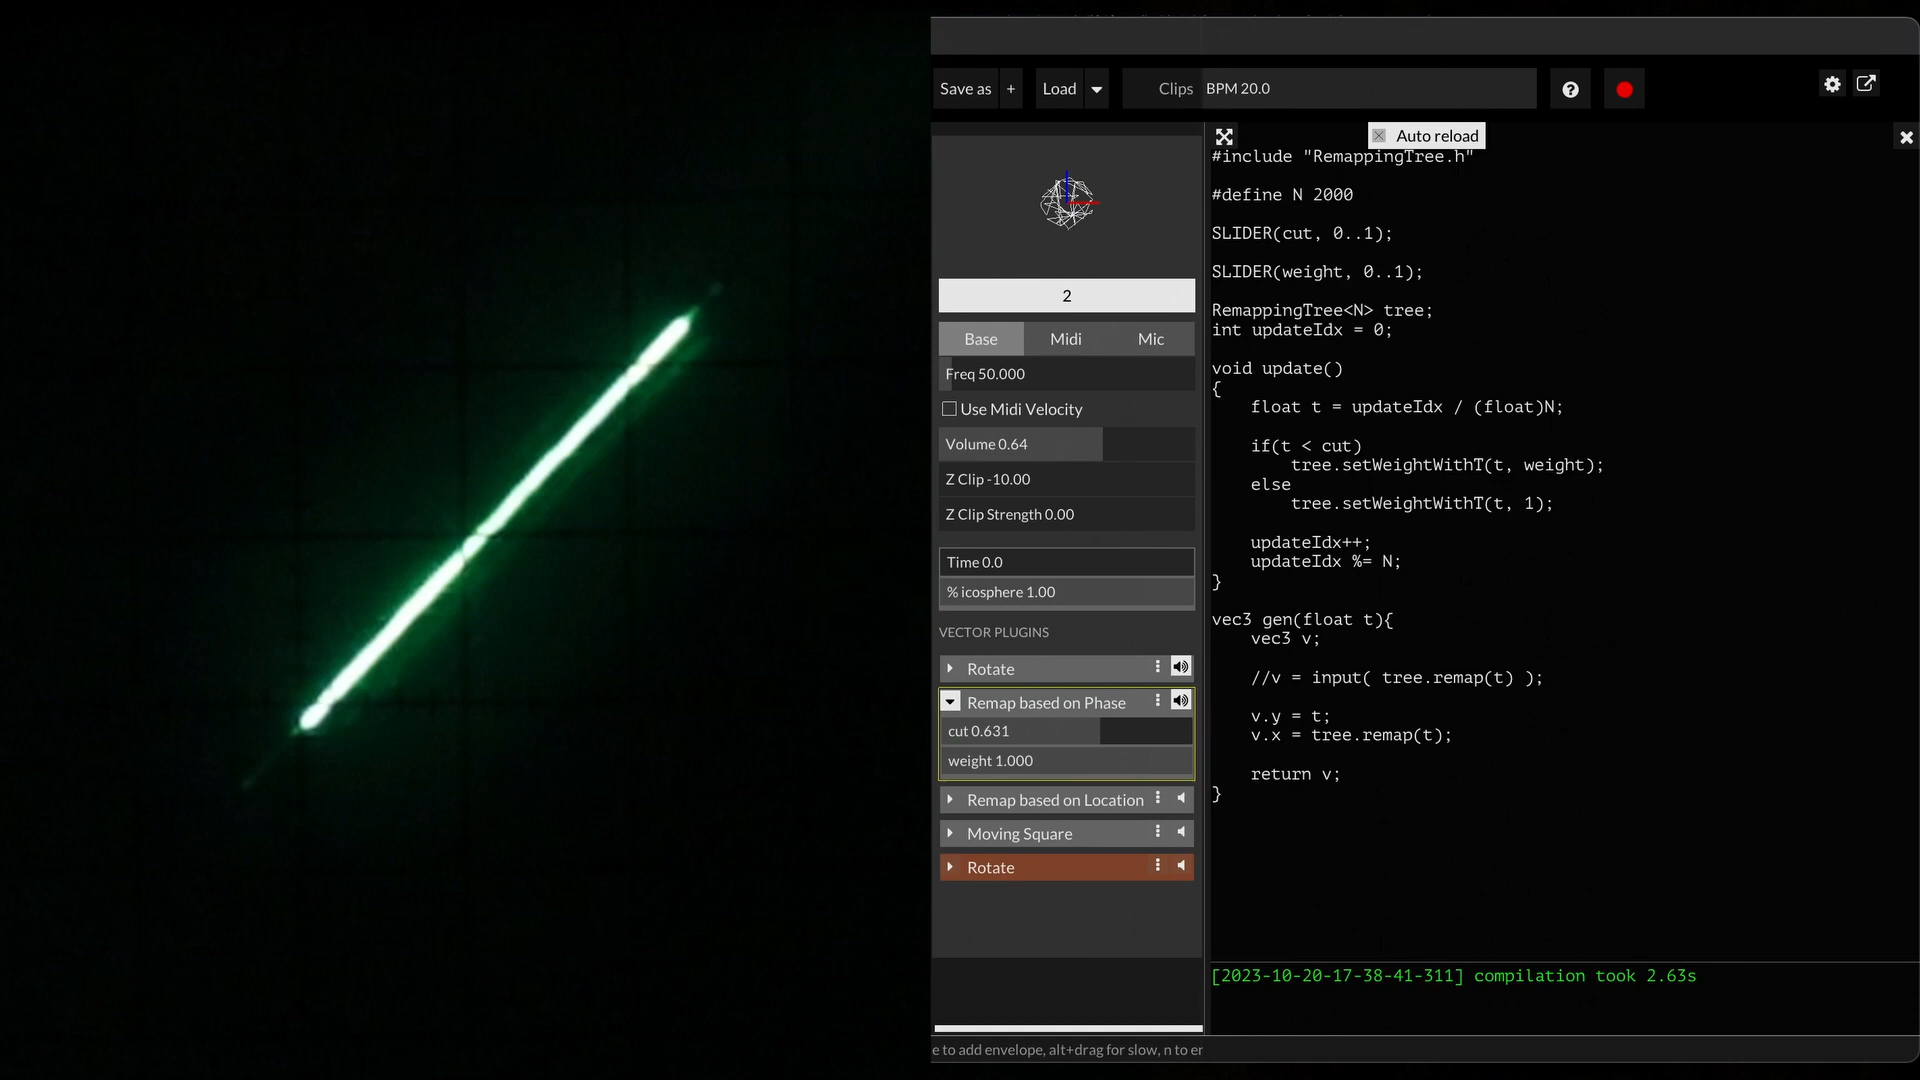 Save as + Load Clips BPM 20.0 ?
Auto reload
2
Base Midi Mic
Freq 50.000
Use Midi Velocity
Volume 0.64
Z Clip -10.00
Z Clip Strength 0.00
Time 0.0
% icosphere 1.00
VECTOR PLUGINS
Rotate
Remap based on Phase
cut 0.631
weight 1.000
Remap based on Location
Moving Square
Rotate
e to add envelope, alt+drag for slow, n to er
#include "RemappingTree.h"
#define N 2000
SLIDER(cut, 0..1);
SLIDER(weight, 0..1);
RemappingTree<N> tree;
int updateIdx = 0;
void update()
{
float t = updateIdx / (float)N;
if(t < cut)
tree.setWeightWithT(t, weight);
else
tree.setWeightWithT(t, 1);
updateIdx++;
updateIdx %= N;
}
vec3 gen(float t){
vec3 v;
//v = input( tree.remap(t) );
v.y = t;
v.x = tree.remap(t);
return v;
}
[2023-10-20-17-38-41-311] compilation took 2.63s